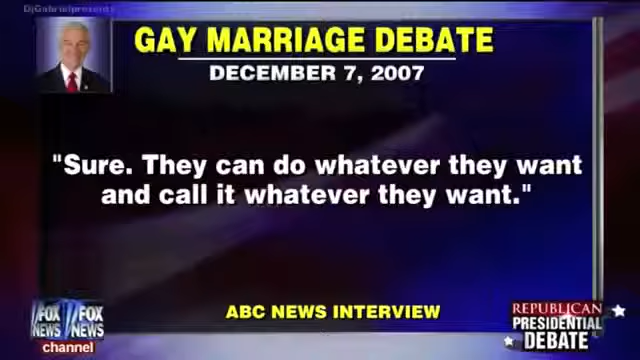 DjGabrielpresents
GAY MARRIAGE DEBATE
DECEMBER 7, 2007
"Sure. They can do whatever they want
and call it whatever they want."
ABC NEWS INTERVIEW
FOX NEWS
FOX NEWS
channel
REPUBLICAN
PRESIDENTIAL
DEBATE